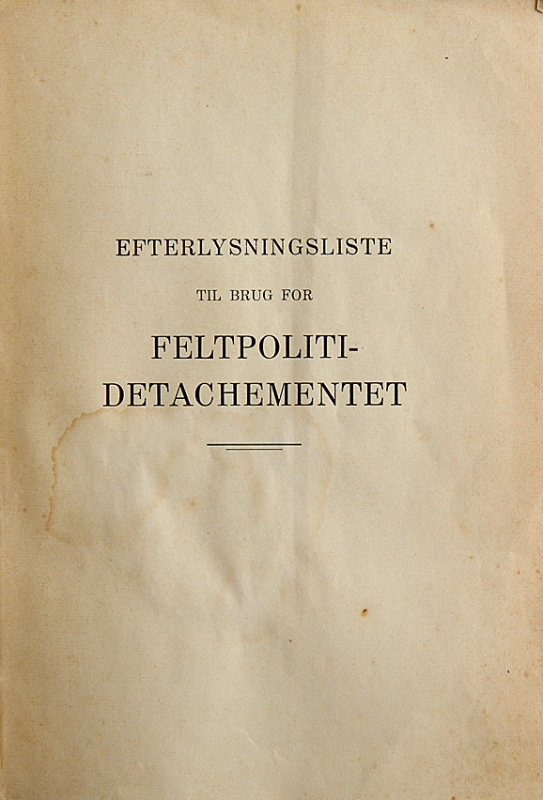 EFTERLYSNINGSLISTE
TIL BRUG FOR
FELTPOLITI-
DETACHEMENTET